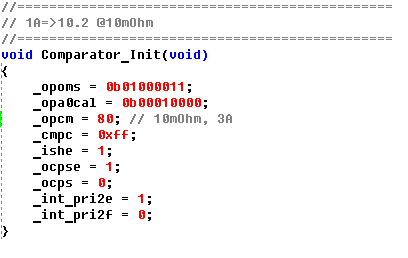 //================================================
// 1A=>10.2 @10mOhm
//================================================
void Comparator_Init(void)
{
_opoms = 0b01000011;
_opa0cal = 0b00010000;
_opcm = 80; // 10mOhm, 3A
_cmpc = 0xff;
_ishe = 1;
_ocpse = 1;
_ocps = 0;
_int_pri2e = 1;
_int_pri2f = 0;
}